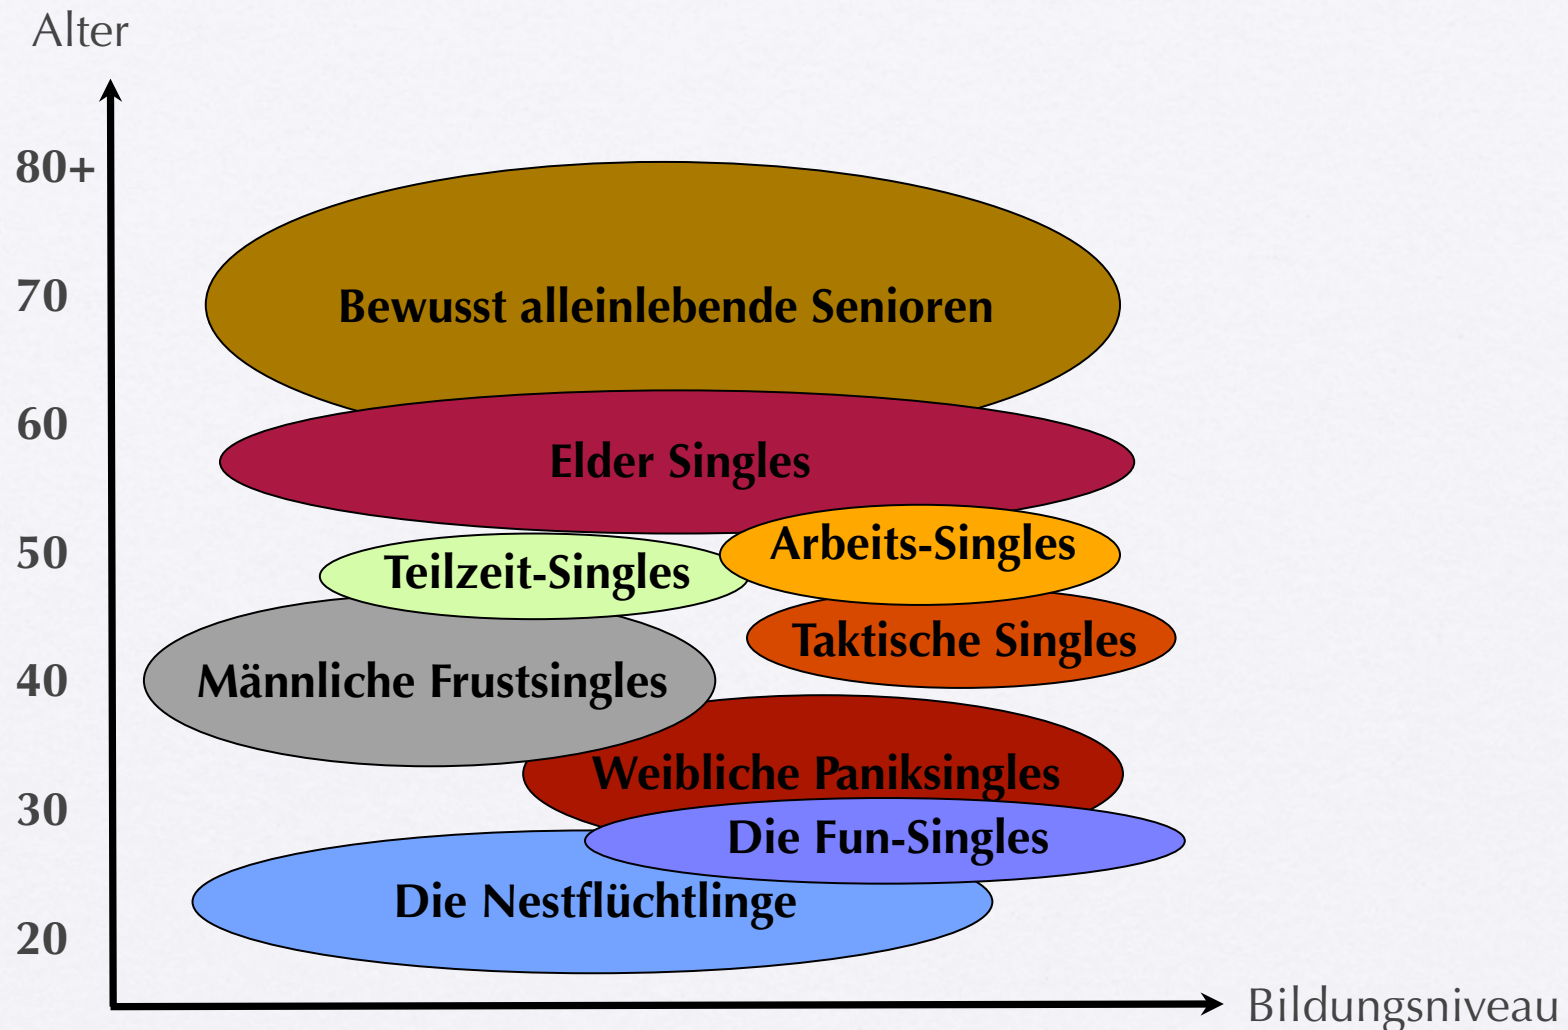 Alter
80+
70
Bewusst alleinlebende Senioren
60
Elder Singles
50
Arbeits-Singles
Teilzeit-Singles
Taktische Singles
40
Männliche Frustsingles
Weibliche Paniksingles
30
Die Fun-Singles
Die Nestflüchtlinge
20
Bildungsniveau